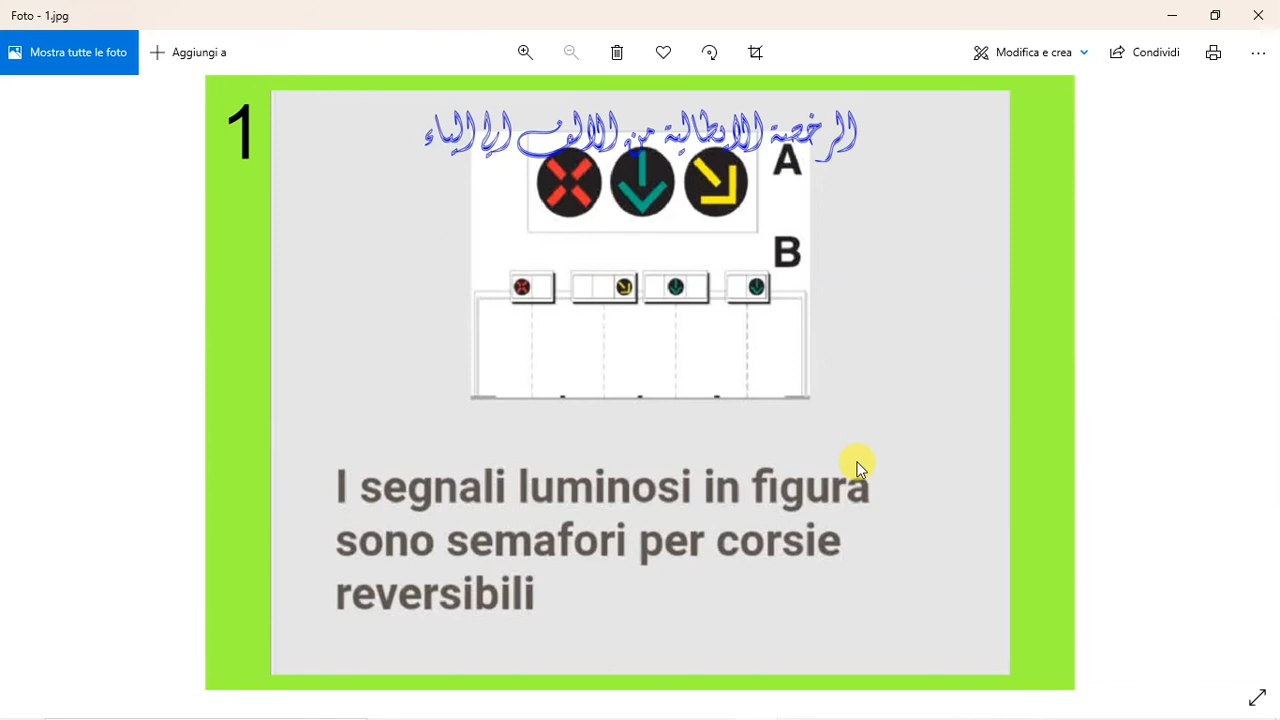 Foto - 1.jpg
Mostra tutte le foto
Aggiungi a
Modifica e crea
Condividi
1
الرخصة الايطالية من الالف الى الياء
A
B
I segnali luminosi in figura
sono semafori per corsie
reversibili